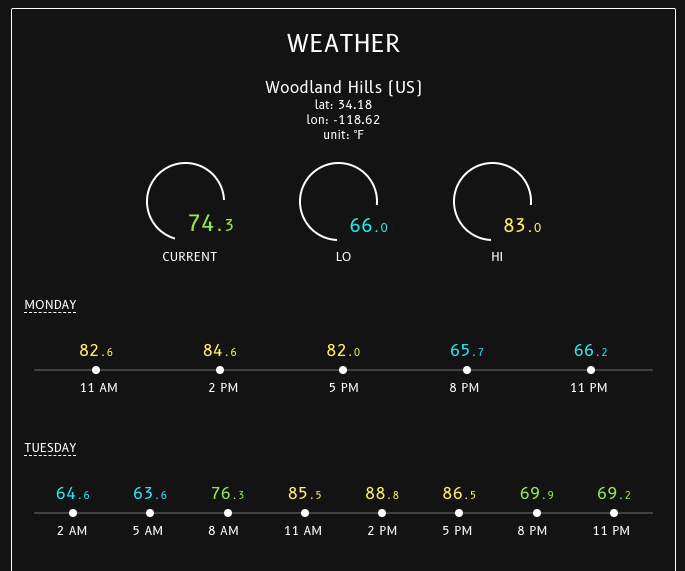 WEATHER
Woodland Hills (US)
lat: 34.18
lon: -118.62
unit: °F
74.3 66.0 83.0
CURRENT LO HI
MONDAY
82.6 84.6 82.0 65.7 66.2
11 AM 2 PM 5 PM 8 PM 11 PM
TUESDAY
64.6 63.6 76.3 85.5 88.8 86.5 69.9 69.2
2 AM 5 AM 8 AM 11 AM 2 PM 5 PM 8 PM 11 PM